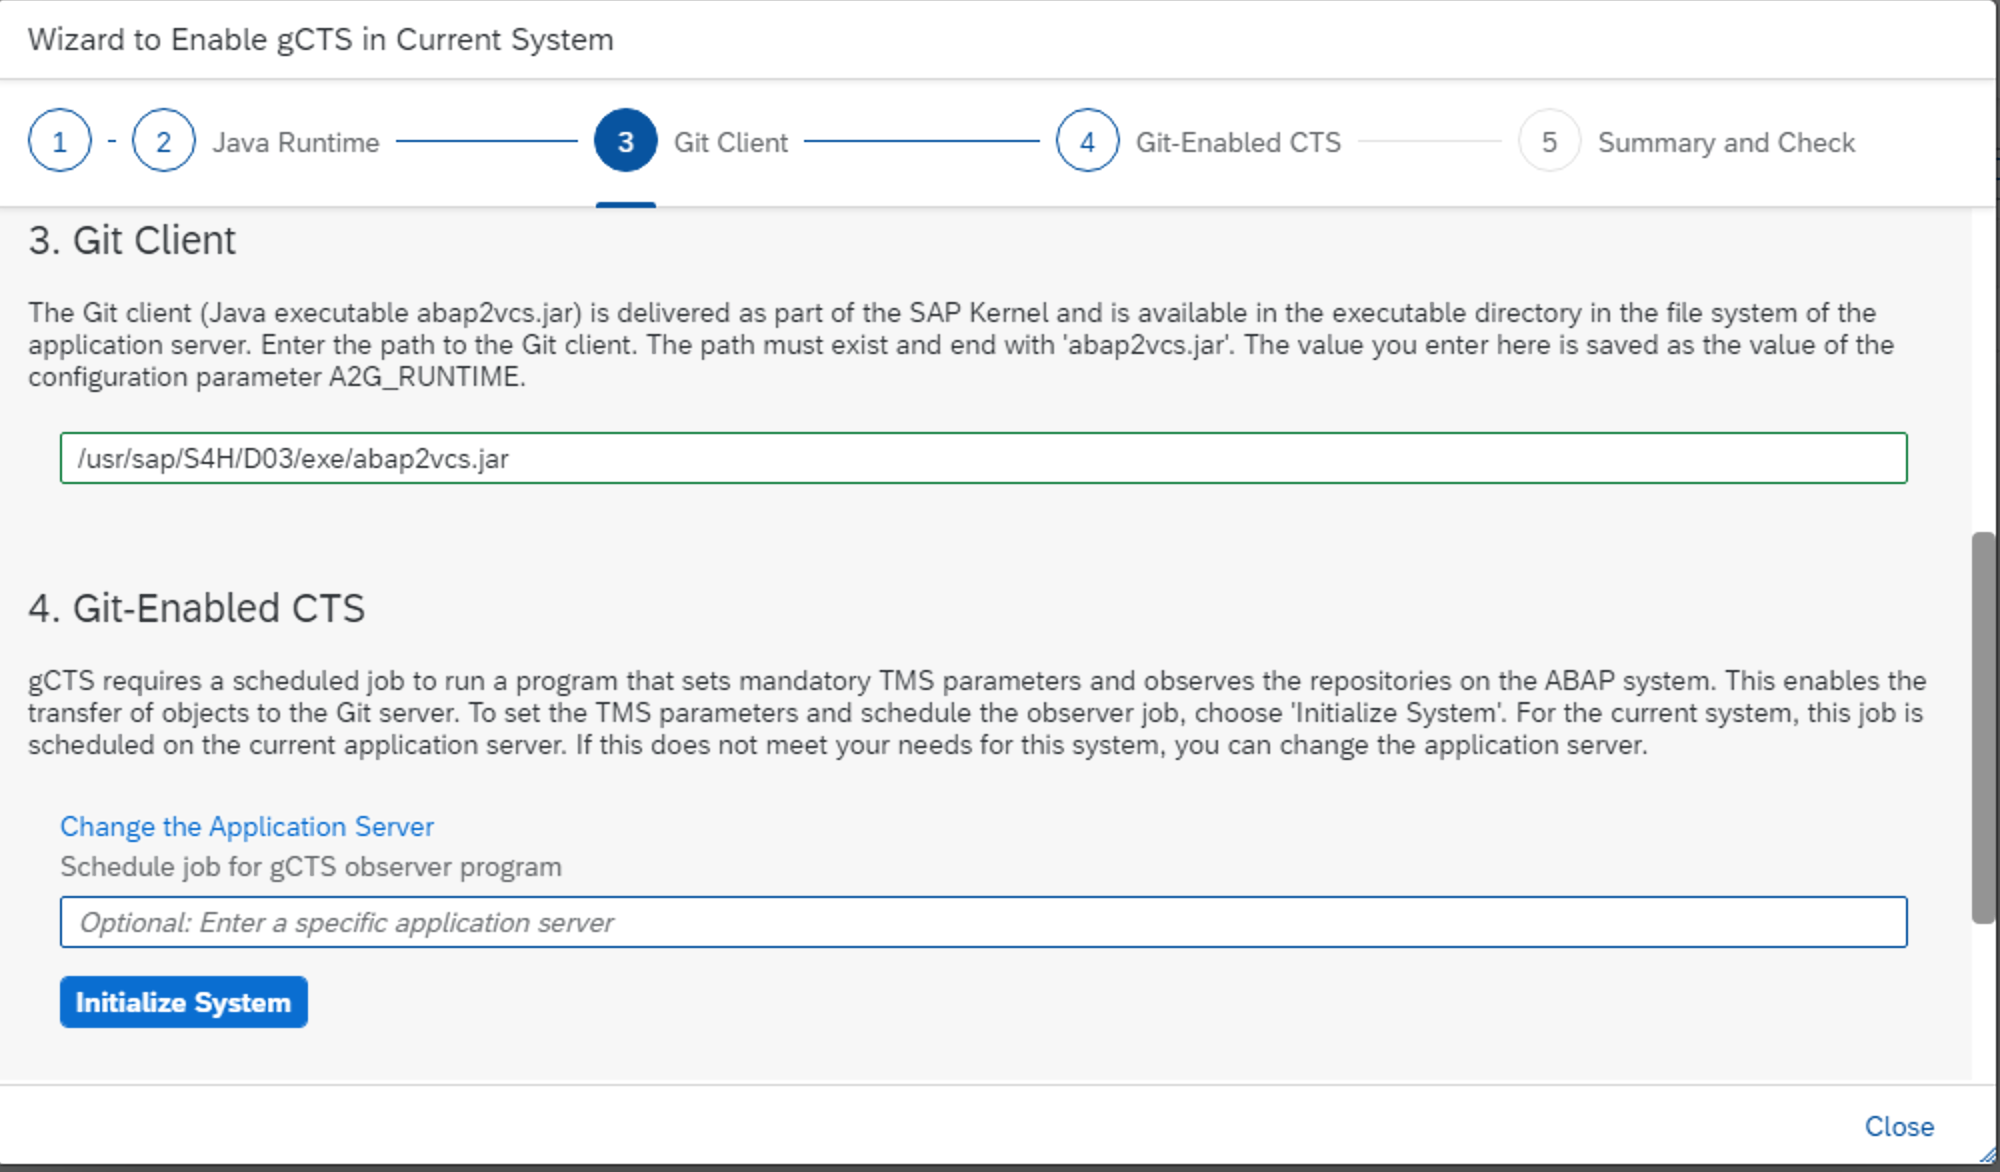 Wizard to Enable gCTS in Current System
1 - 2 Java Runtime 3 Git Client 4 Git-Enabled CTS 5 Summary and Check
3. Git Client
The Git client (Java executable abap2vcs.jar) is delivered as part of the SAP Kernel and is available in the executable directory in the file system of the
application server. Enter the path to the Git client. The path must exist and end with 'abap2vcs.jar'. The value you enter here is saved as the value of the
configuration parameter A2G_RUNTIME.
/usr/sap/S4H/D03/exe/abap2vcs.jar
4. Git-Enabled CTS
gCTS requires a scheduled job to run a program that sets mandatory TMS parameters and observes the repositories on the ABAP system. This enables the
transfer of objects to the Git server. To set the TMS parameters and schedule the observer job, choose 'Initialize System'. For the current system, this job is
scheduled on the current application server. If this does not meet your needs for this system, you can change the application server.
Change the Application Server
Schedule job for gCTS observer program
Optional: Enter a specific application server
Initialize System
Close